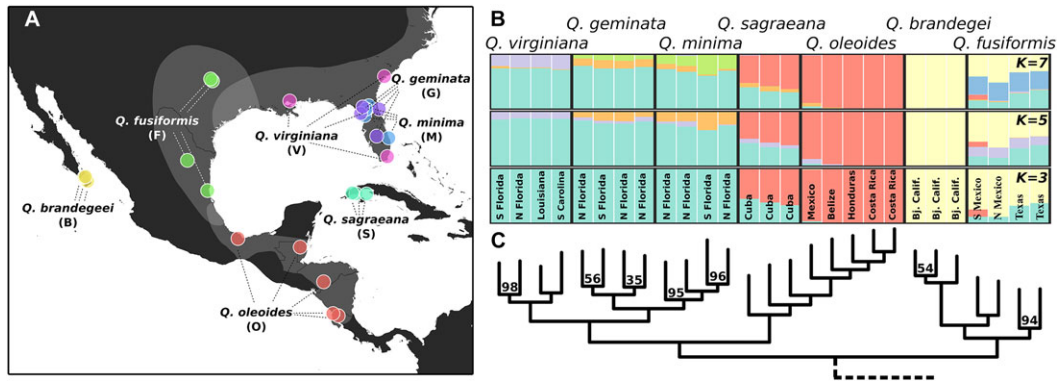 A
Q. geminata
(G)
Q. fusiformis
(F)
Q. virginiana
(V)
Q. minima
(M)
Q. brandegeei
(B)
Q. sagraeana
(S)
Q. oleoides
(O)
B
Q. geminata Q. sagraeana Q. brandegei
Q. virginiana Q. minima Q. oleoides Q. fusiformis
K=7
K=5
K=3
S Florida
N Florida
Louisiana
S Carolina
N Florida
S Florida
N Florida
N Florida
N Florida
N Florida
S Florida
N Florida
Cuba
Cuba
Cuba
Mexico
Belize
Honduras
Costa Rica
Costa Rica
Bj. Calif.
Bj. Calif.
Bj. Calif.
S Mexico
N Mexico
Texas
Texas
C
98
56
35
95
96
54
94